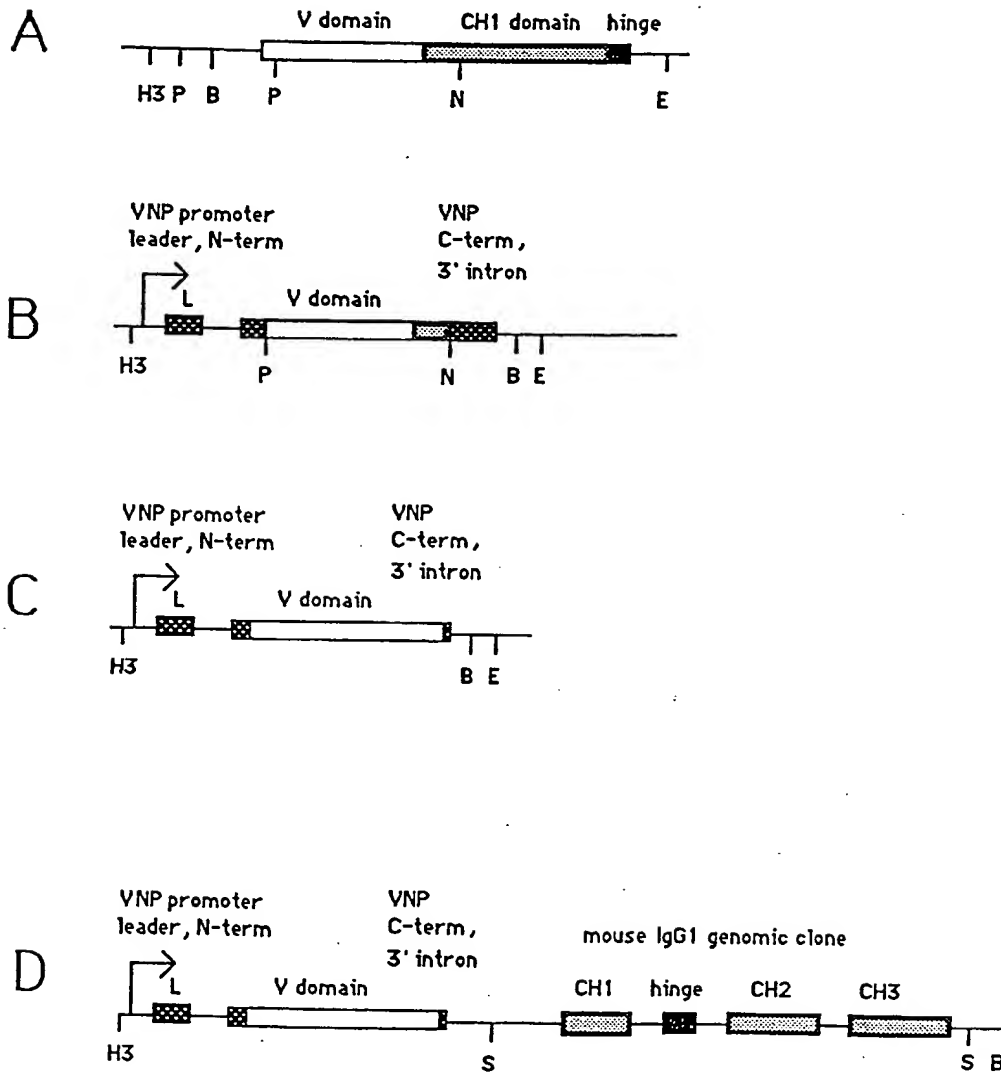 A
V domain CH1 domain hinge
H3 P B P N E
B
VNP promoter
leader, N-term
VNP
C-term,
3' intron
L
V domain
H3 P N B E
C
VNP promoter
leader, N-term
VNP
C-term,
3' intron
L
V domain
H3 B E
D
VNP promoter
leader, N-term
VNP
C-term,
3' intron
mouse IgG1 genomic clone
L
V domain
CH1 hinge CH2 CH3
H3 S S B